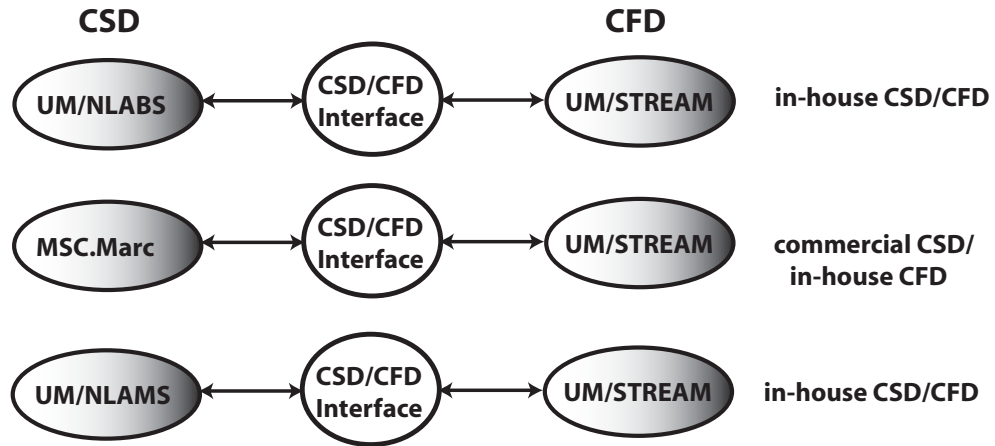 CSD
CFD
UM/NLABS
CSD/CFD
Interface
UM/STREAM
in-house CSD/CFD
MSC.Marc
CSD/CFD
Interface
UM/STREAM
commercial CSD/
in-house CFD
UM/NLAMS
CSD/CFD
Interface
UM/STREAM
in-house CSD/CFD